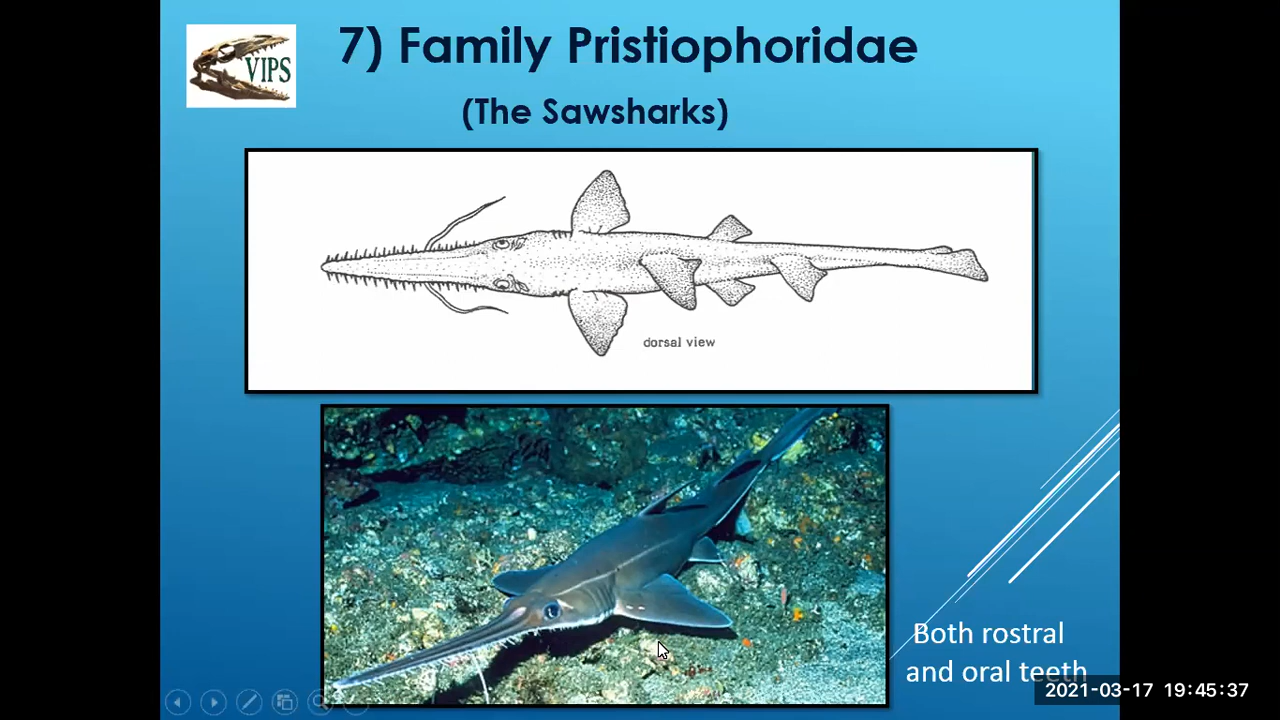 VIPS
7) Family Pristiophoridae
(The Sawsharks)
dorsal view
Both rostral
and oral teeth
2021-03-17 19:45:37